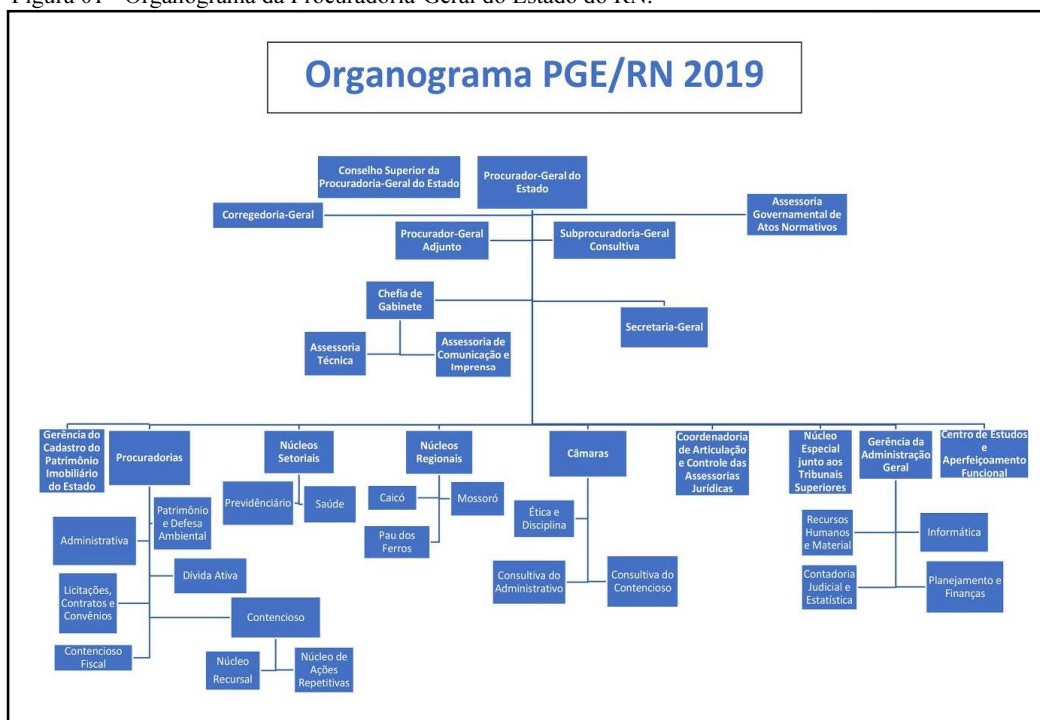 Figura 01 - Organograma da Procuradoria-Geral do Estado do RN.
Organograma PGE/RN 2019
Conselho Superior da
Procuradoria-Geral do Estado
Procurador-Geral do
Estado
Corregedoria-Geral
Assessoria
Governamental de
Atos Normativos
Procurador-Geral
Adjunto
Subprocuradoria-Geral
Consultiva
Chefia de
Gabinete
Secretaria-Geral
Assessoria
Técnica
Assessoria de
Comunicação e
Imprensa
Gerência do
Cadastro do
Patrimônio
Imobiliário do
Estado
Procuradorias
Núcleos
Setoriais
Núcleos
Regionais
Câmaras
Coordenadoria
de Articulação
e Controle das
Assessorias
Jurídicas
Núcleo
Especial
junto aos
Tribunais
Superiores
Gerência da
Administração
Geral
Centro de Estudos
e
Aperfeiçoamento
Funcional
Administrativa
Patrimônio
e Defesa
Ambiental
Licitações,
Contratos e
Convênios
Dívida Ativa
Contencioso
Fiscal
Contencioso
Núcleo
Recursal
Núcleo de
Ações
Repetitivas
Previdênciário
Saúde
Caicó
Mossoró
Pau dos
Ferros
Ética e
Disciplina
Consultiva do
Administrativo
Consultiva do
Contencioso
Recursos
Humanos
e Material
Informática
Contadoria
Judicial e
Estatística
Planejamento e
Finanças